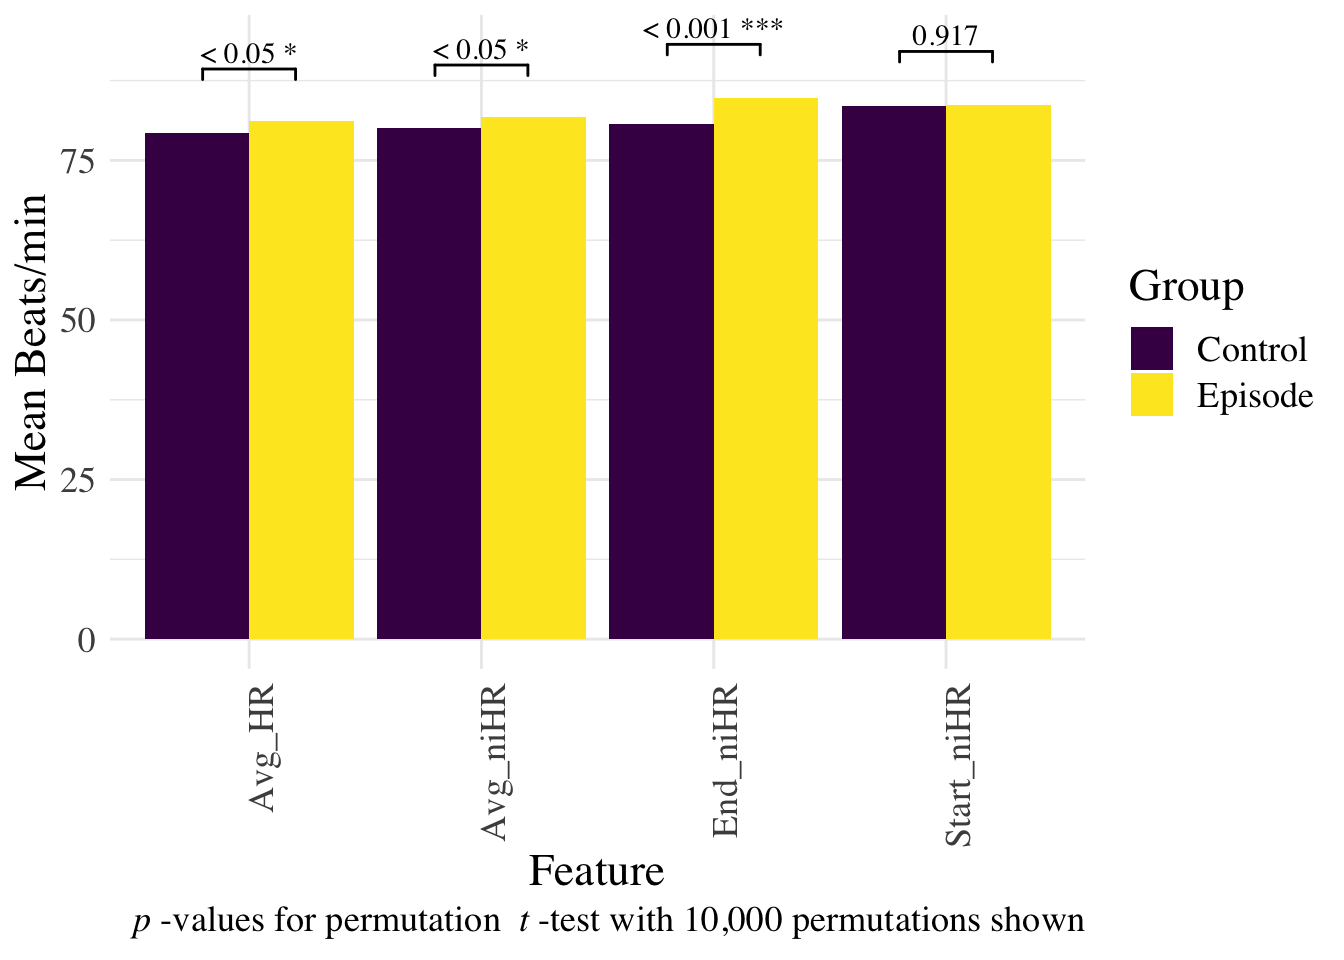 < 0.05 *
< 0.05 *
< 0.001 ***
0.917
Mean Beats/min
75
50
25
0
Avg_HR
Avg_niHR
End_niHR
Start_niHR
Feature
p -values for permutation t -test with 10,000 permutations shown
Group
Control
Episode